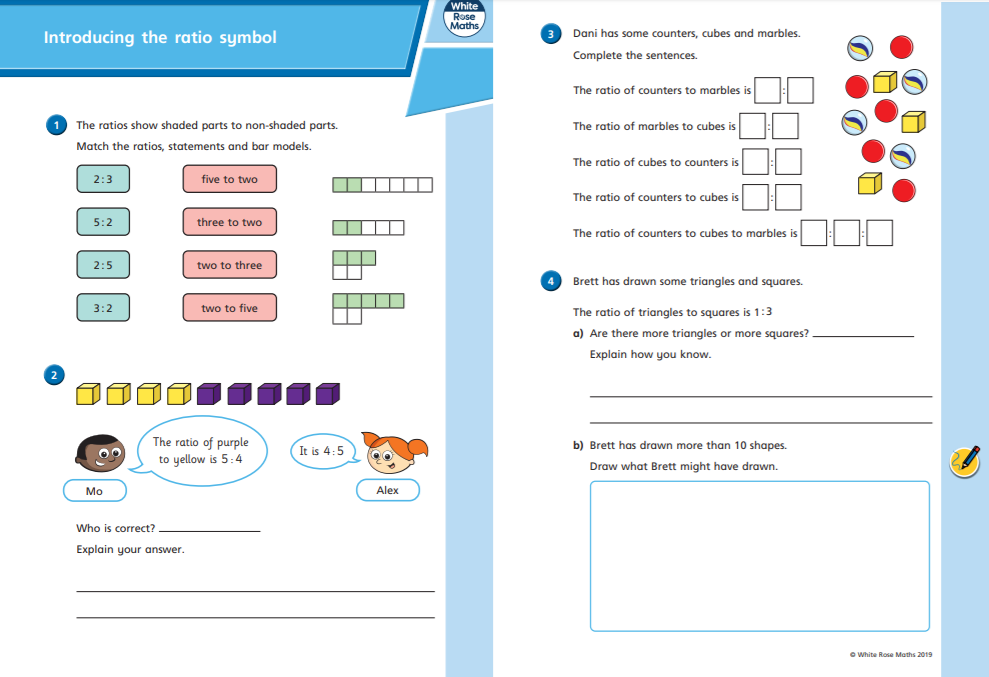 Introducing the ratio symbol
White
Rose
Maths
1 The ratios show shaded parts to non-shaded parts.
Match the ratios, statements and bar models.
2:3 five to two
5:2 three to two
2:5 two to three
3:2 two to five
2
The ratio of purple
to yellow is 5:4
It is 4:5
Mo
Alex
Who is correct?
Explain your answer.
3 Dani has some counters, cubes and marbles.
Complete the sentences.
The ratio of counters to marbles is :
The ratio of marbles to cubes is :
The ratio of cubes to counters is :
The ratio of counters to cubes is :
The ratio of counters to cubes to marbles is : :
4 Brett has drawn some triangles and squares.
The ratio of triangles to squares is 1:3
a) Are there more triangles or more squares?
Explain how you know.
b) Brett has drawn more than 10 shapes.
Draw what Brett might have drawn.
© White Rose Maths 2019